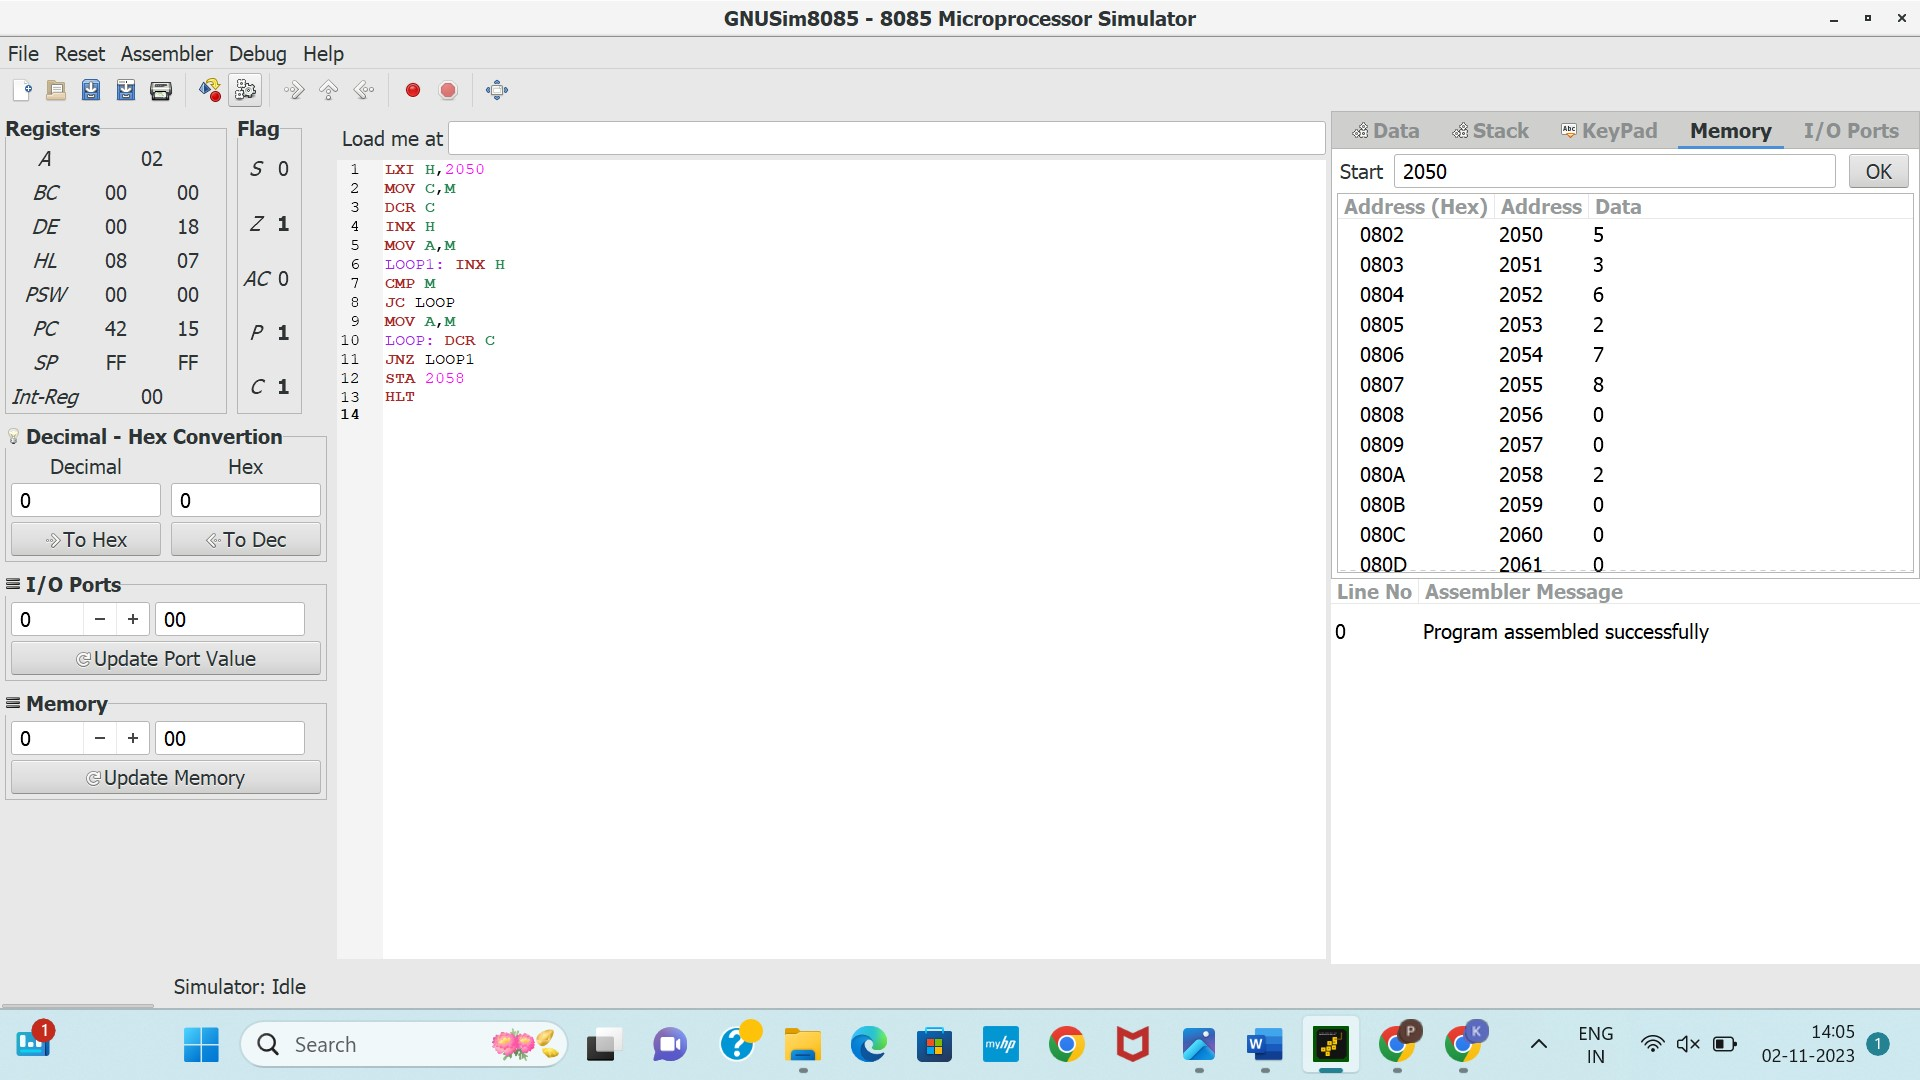 GNUSim8085 - 8085 Microprocessor Simulator
File Reset Assembler Debug Help
Registers
A 02
BC 00 00
DE 00 18
HL 08 07
PSW 00 00
PC 42 15
SP FF FF
Int-Reg 00
Flag
S 0
Z 1
AC 0
P 1
C 1
Decimal - Hex Convertion
Decimal Hex
0 0
To Hex To Dec
I/O Ports
0 − + 00
Update Port Value
Memory
0 − + 00
Update Memory
Load me at
1 LXI H,2050
2 MOV C,M
3 DCR C
4 INX H
5 MOV A,M
6 LOOP1: INX H
7 CMP M
8 JC LOOP
9 MOV A,M
10 LOOP: DCR C
11 JNZ LOOP1
12 STA 2058
13 HLT
14
Data Stack Abc KeyPad Memory I/O Ports
Start 2050 OK
Address (Hex) Address Data
0802 2050 5
0803 2051 3
0804 2052 6
0805 2053 2
0806 2054 7
0807 2055 8
0808 2056 0
0809 2057 0
080A 2058 2
080B 2059 0
080C 2060 0
080D 2061 0
Line No Assembler Message
0 Program assembled successfully
Simulator: Idle
1
Search
myhp
W
P
K
ENG
IN
14:05
02-11-2023
1